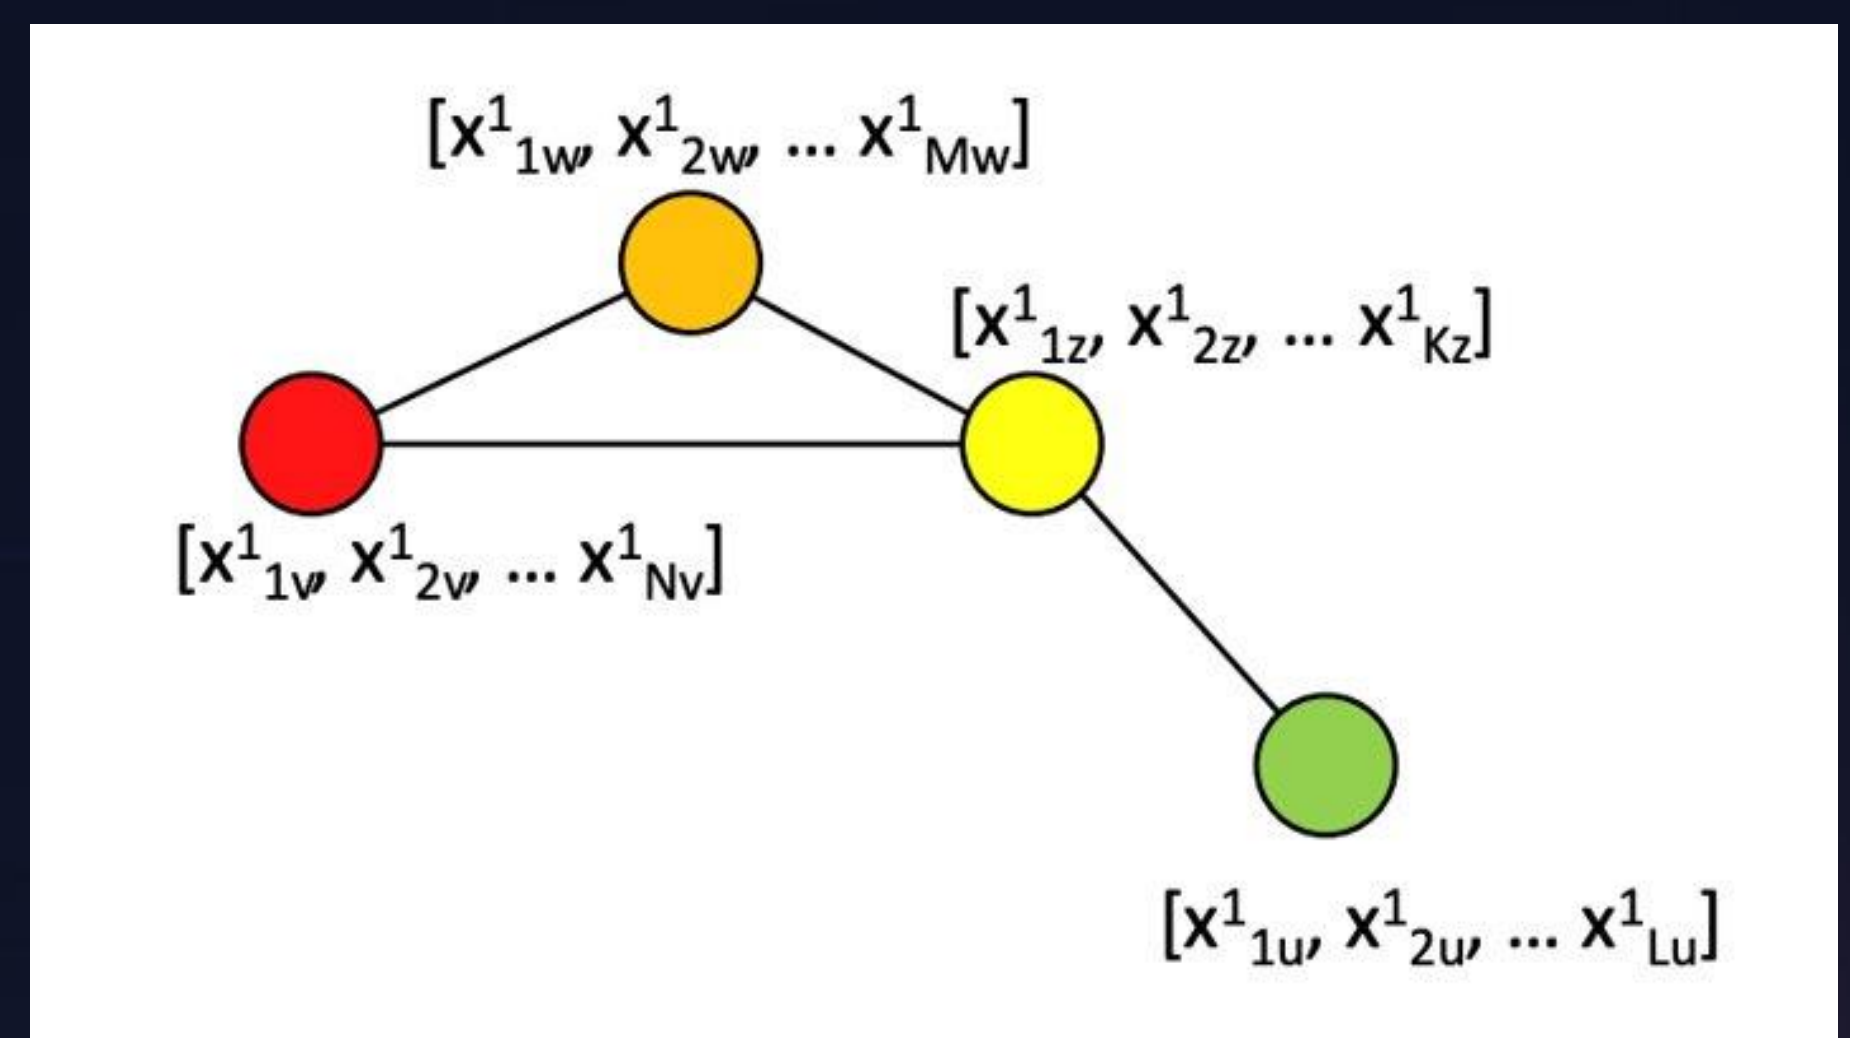 [x¹₁w, x¹₂w, ... x¹Mw]
[x¹₁z, x¹₂z, ... x¹Kz]
[x¹₁v, x¹₂v, ... x¹Nv]
[x¹₁u, x¹₂u, ... x¹Lu]